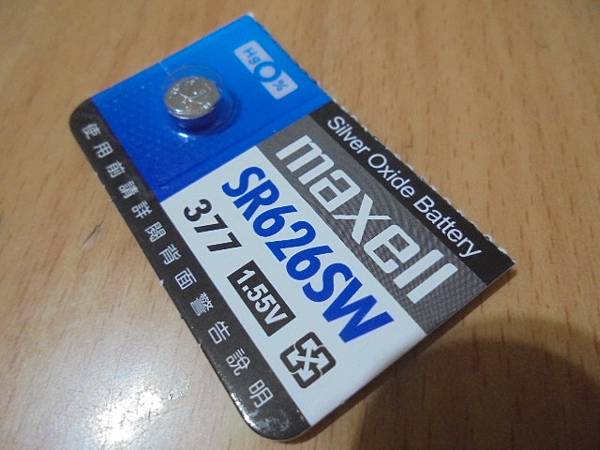 Hg 0%
Silver Oxide Battery
maxell
SR626SW
377 1.55V
使用前請詳閱背面警告說明